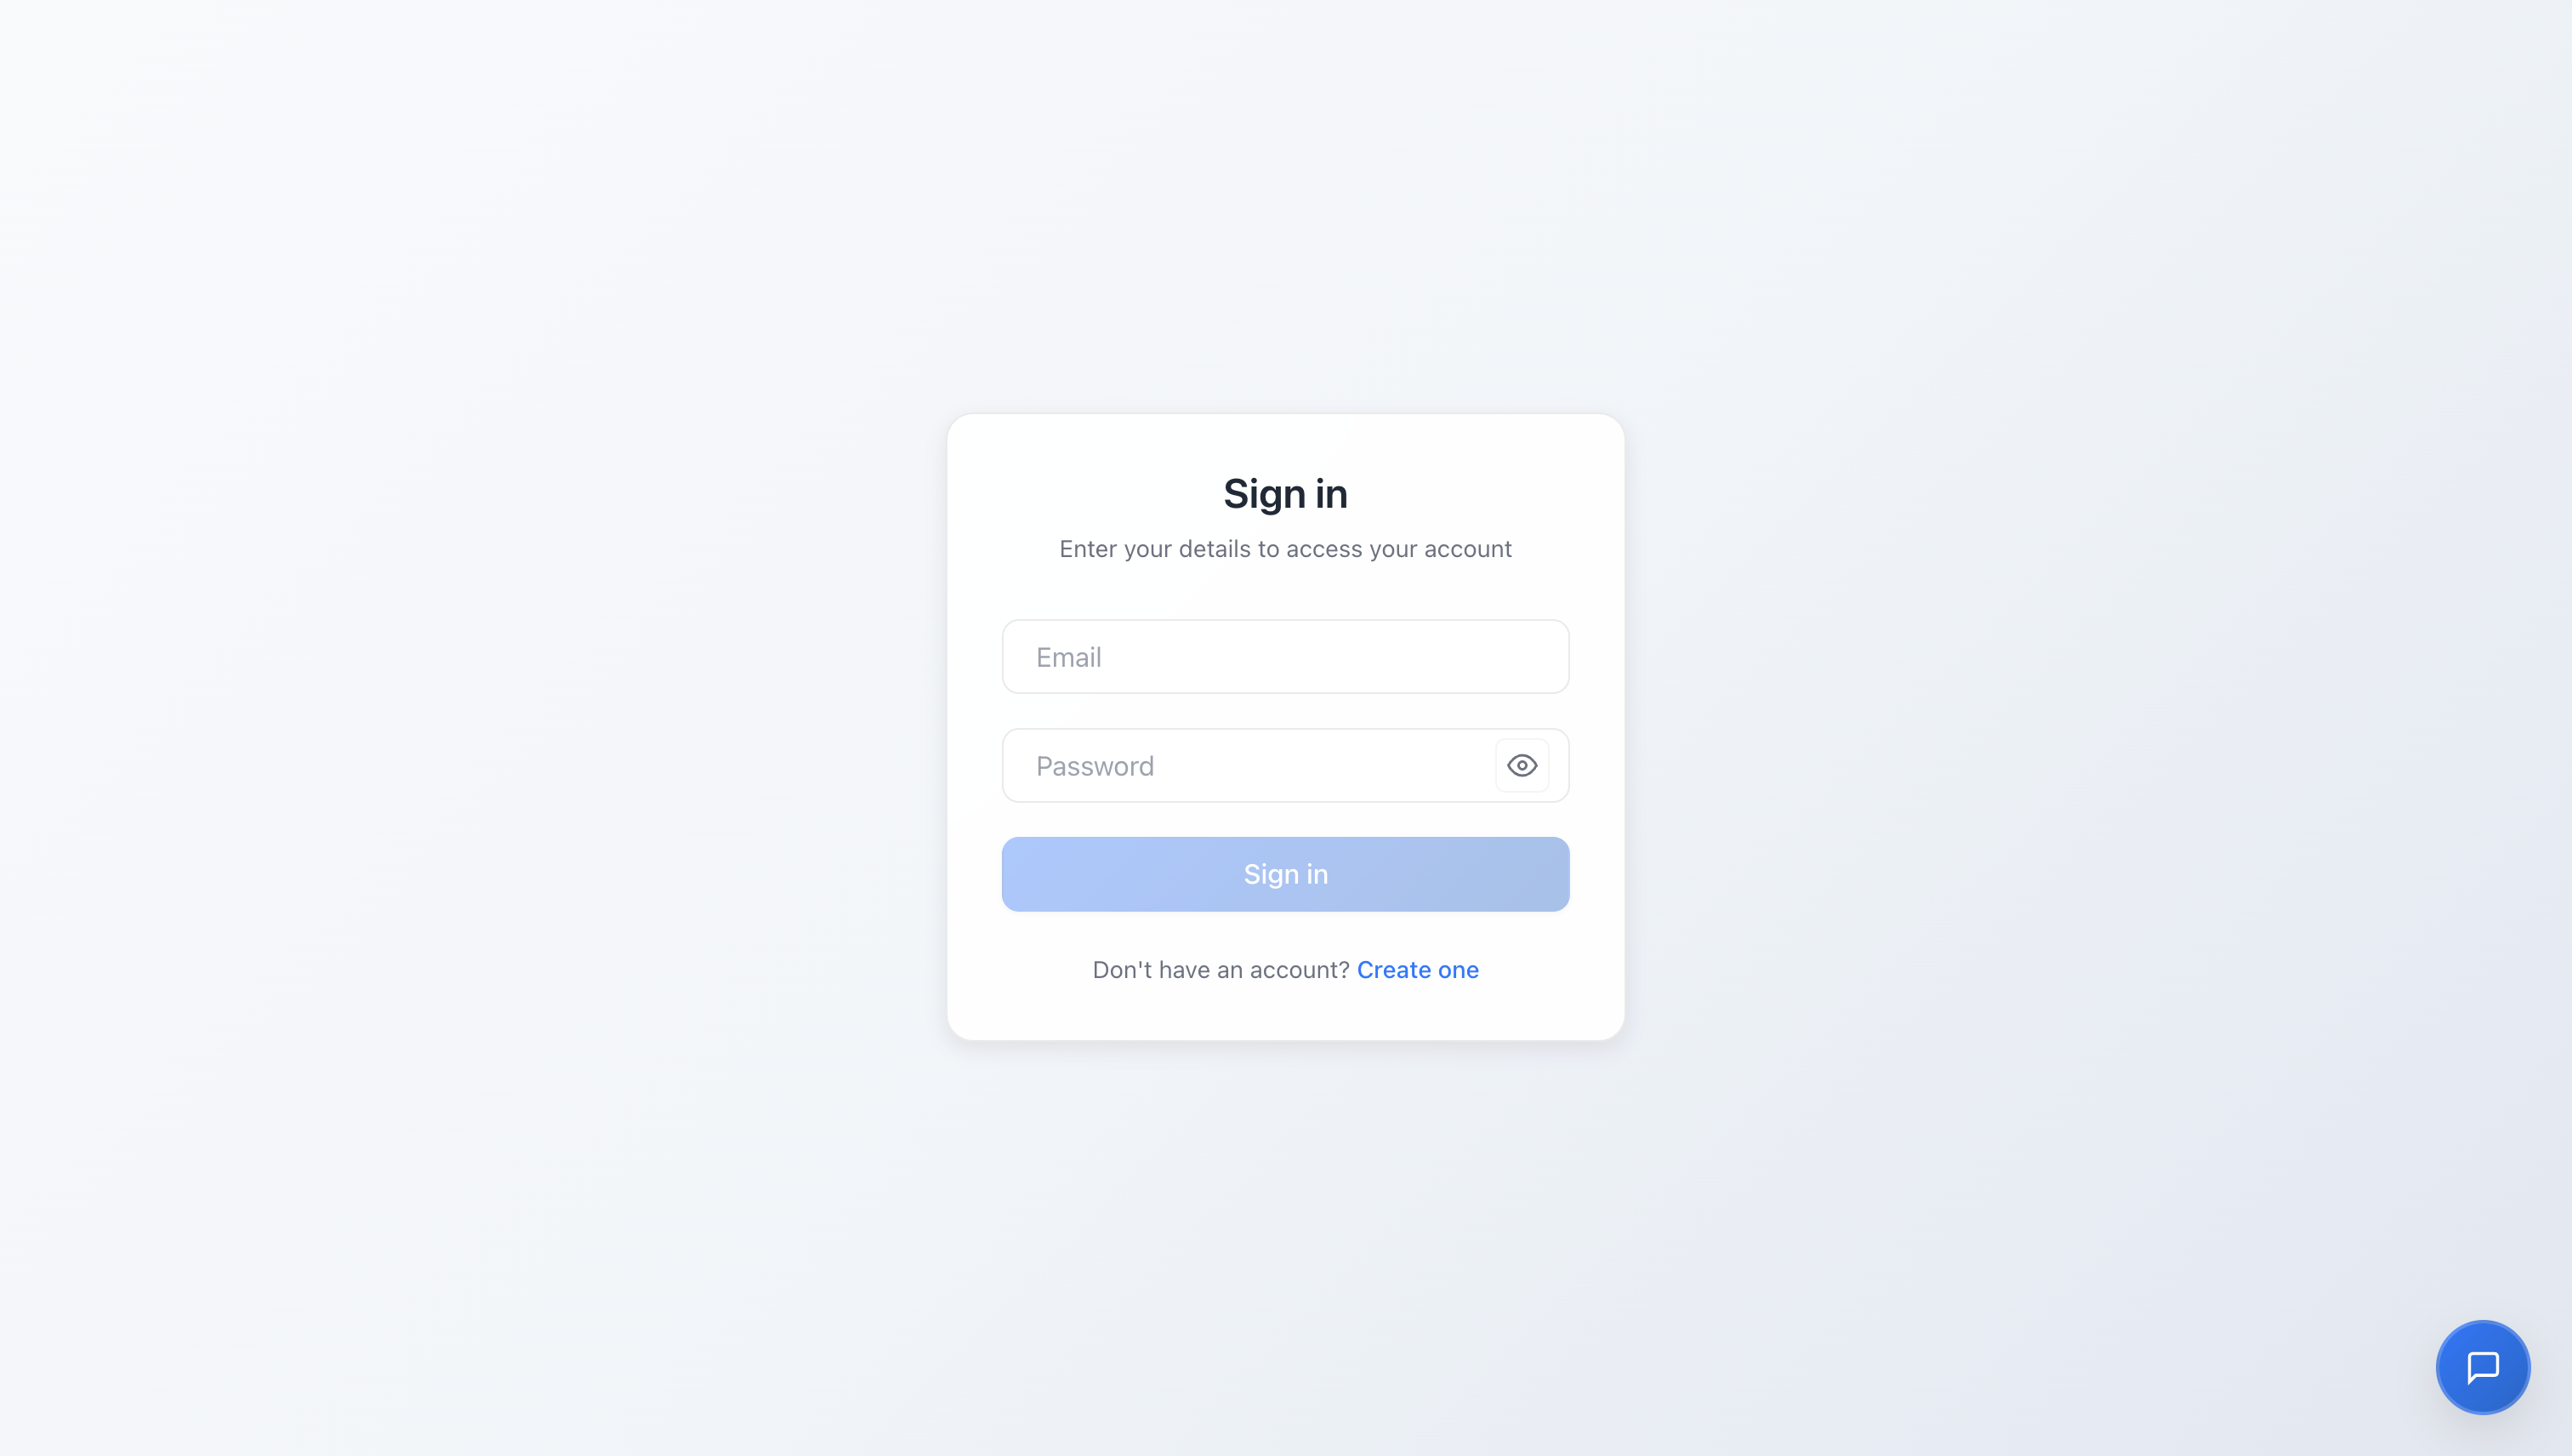 Sign in
Enter your details to access your account
Email
Password
Sign in
Don't have an account? Create one